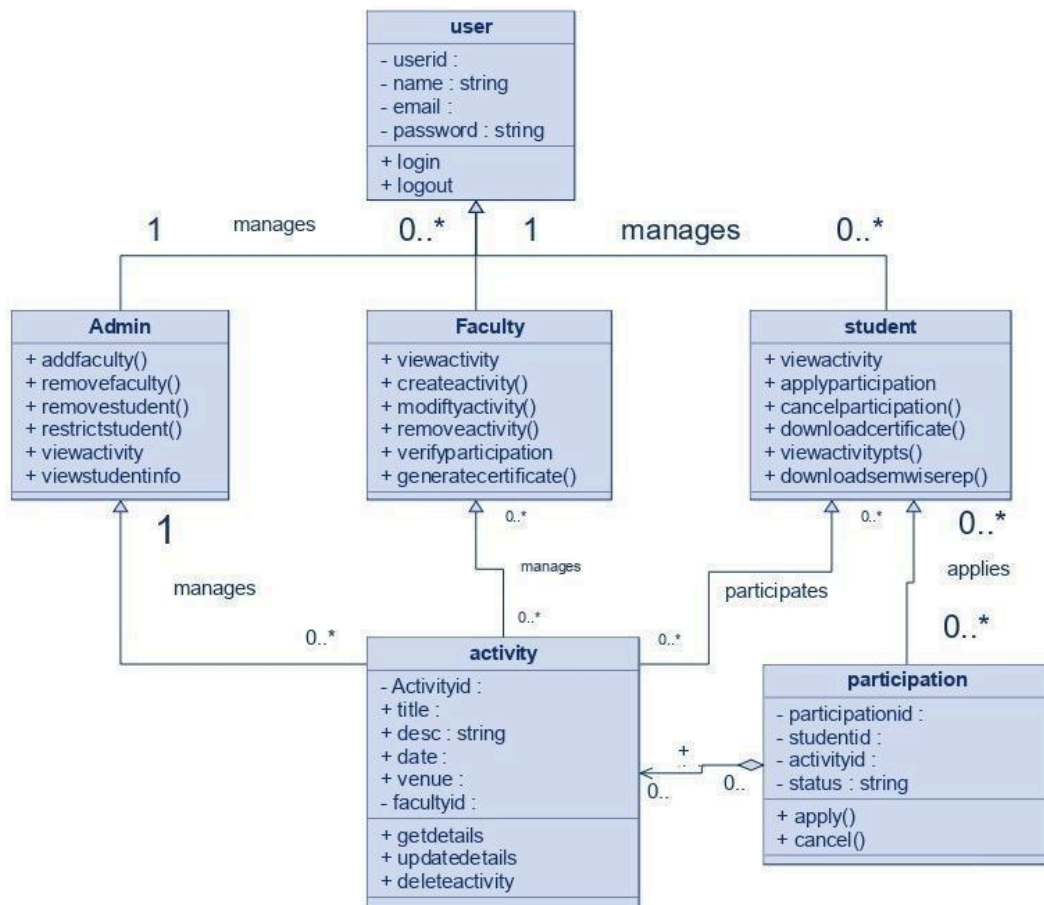 user
- userid :
- name : string
- email :
- password : string
+ login
+ logout
1 manages 0..* 1 manages 0..*
Admin
+ addfaculty()
+ removefaculty()
+ removestudent()
+ restrictstudent()
+ viewactivity
+ viewstudentinfo
Faculty
+ viewactivity
+ createactivity()
+ modiftyactivity()
+ removeactivity()
+ verifyparticipation
+ generatecertificate()
student
+ viewactivity
+ applyparticipation
+ cancelparticipation()
+ downloadcertificate()
+ viewactivitypts()
+ downloadsemwiserep()
1
manages
0..*
0..*
manages
0..*
0..*
participates
0..*
0..*
applies
0..*
activity
- Activityid :
+ title :
+ desc : string
+ date :
+ venue :
- facultyid :
+ getdetails
+ updatedetails
+ deleteactivity
+
0..
0..
participation
- participationid :
- studentid :
- activityid :
- status : string
+ apply()
+ cancel()